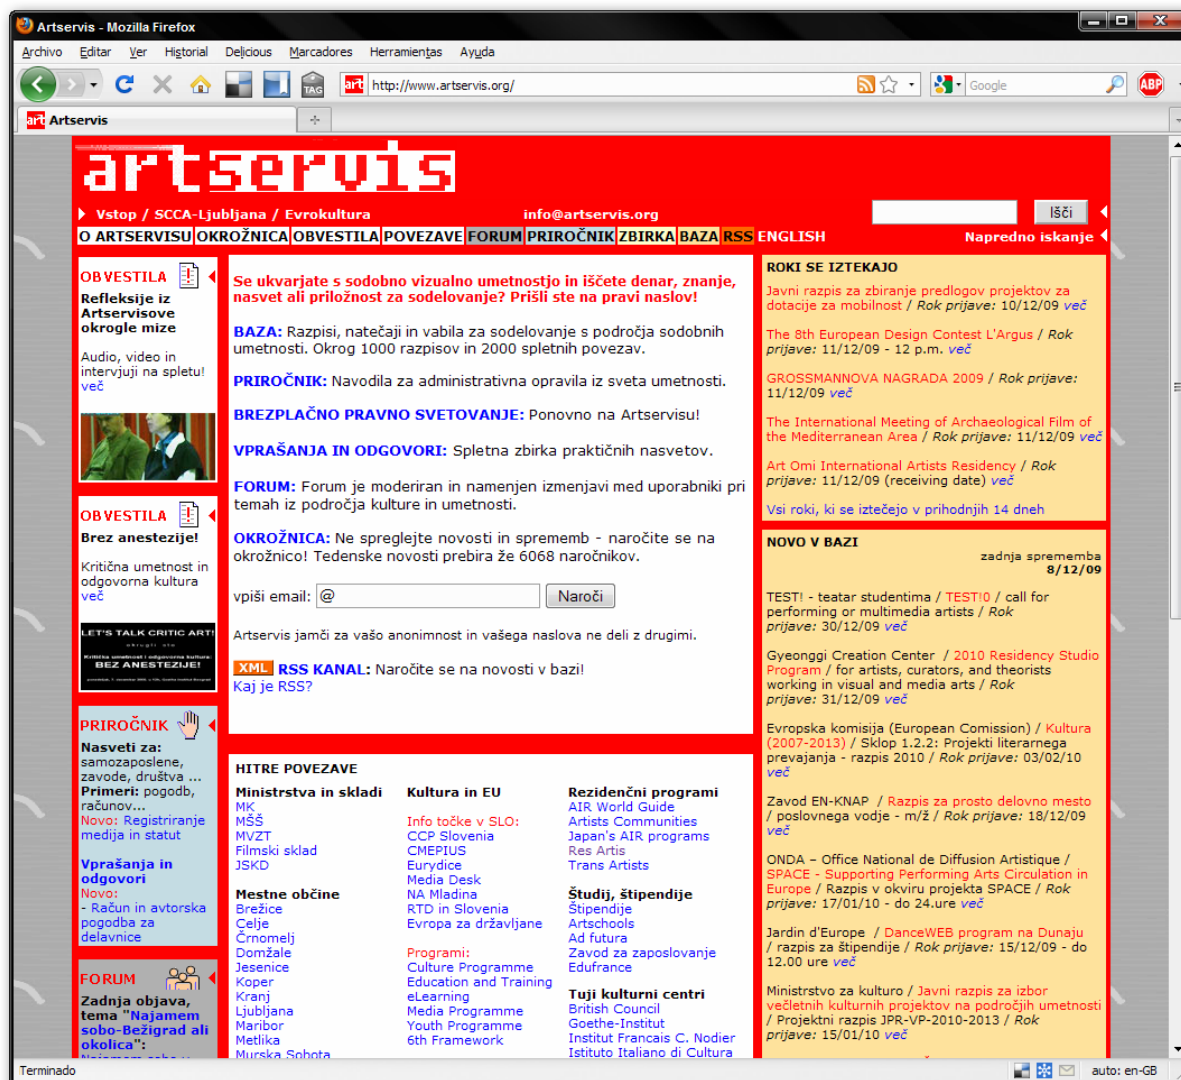 Artservis - Mozilla Firefox
Archivo Editar Ver Historial Delicious Marcadores Herramientas Ayuda
TAG art http://www.artservis.org/ Google ABP
art Artservis
artservis
Vstop / SCCA-Ljubljana / Evrokultura info@artservis.org Išči
O ARTSERVISU OKROŽNICA OBVESTILA POVEZAVE FORUM PRIROČNIK ZBIRKA BAZA RSS ENGLISH Napredno iskanje
OBVESTILA
Refleksije iz
Artservisove
okrogle mize
Audio, video in
intervjuji na spletu!
več
OBVESTILA
Brez anestezije!
Kritična umetnost in
odgovorna kultura
več
LET'S TALK CRITIC ART!
okrogli sto
Kritička umetnost i odgovorna kultura:
BEZ ANESTEZIJE!
PRIROČNIK
Nasveti za:
samozaposlene,
zavode, društva ...
Primeri: pogodb,
računov...
Novo: Registriranje
medija in statut
Vprašanja in
odgovori
Novo:
- Račun in avtorska
pogodba za
delavnice
FORUM
Zadnja objava,
tema "Najamem
sobo-Bežigrad ali
okolica":
Se ukvarjate s sodobno vizualno umetnostjo in iščete denar, znanje,
nasvet ali priložnost za sodelovanje? Prišli ste na pravi naslov!
BAZA: Razpisi, natečaji in vabila za sodelovanje s področja sodobnih
umetnosti. Okrog 1000 razpisov in 2000 spletnih povezav.
PRIROČNIK: Navodila za administrativna opravila iz sveta umetnosti.
BREZPLAČNO PRAVNO SVETOVANJE: Ponovno na Artservisu!
VPRAŠANJA IN ODGOVORI: Spletna zbirka praktičnih nasvetov.
FORUM: Forum je moderiran in namenjen izmenjavi med uporabniki pri
temah iz področja kulture in umetnosti.
OKROŽNICA: Ne spreglejte novosti in sprememb - naročite se na
okrožnico! Tedenske novosti prebira že 6068 naročnikov.
vpiši email: @ Naroči
Artservis jamči za vašo anonimnost in vašega naslova ne deli z drugimi.
XML RSS KANAL: Naročite se na novosti v bazi!
Kaj je RSS?
HITRE POVEZAVE
Ministrstva in skladi
MK
MŠŠ
MVZT
Filmski sklad
JSKD
Mestne občine
Brežice
Celje
Črnomelj
Domžale
Jesenice
Koper
Kranj
Ljubljana
Maribor
Metlika
Murska Sobota
Kultura in EU
Info točke v SLO:
CCP Slovenia
CMEPIUS
Eurydice
Media Desk
NA Mladina
RTD in Slovenia
Evropa za državljane
Programi:
Culture Programme
Education and Training
eLearning
Media Programme
Youth Programme
6th Framework
Rezidenčni programi
AIR World Guide
Artists Communities
Japan's AIR programs
Res Artis
Trans Artists
Študij, štipendije
Štipendije
Artschools
Ad futura
Zavod za zaposlovanje
Edufrance
Tuji kulturni centri
British Council
Goethe-Institut
Institut Francais C. Nodier
Istituto Italiano di Cultura
ROKI SE IZTEKAJO
Javni razpis za zbiranje predlogov projektov za
dotacije za mobilnost / Rok prijave: 10/12/09 več
The 8th European Design Contest L'Argus / Rok
prijave: 11/12/09 - 12 p.m. več
GROSSMANNOVA NAGRADA 2009 / Rok prijave:
11/12/09 več
The International Meeting of Archaeological Film of
the Mediterranean Area / Rok prijave: 11/12/09 več
Art Omi International Artists Residency / Rok
prijave: 11/12/09 (receiving date) več
Vsi roki, ki se iztečejo v prihodnjih 14 dneh
NOVO V BAZI
zadnja sprememba
8/12/09
TEST! - teatar studentima / TEST!0 / call for
performing or multimedia artists / Rok
prijave: 30/12/09 več
Gyeonggi Creation Center / 2010 Residency Studio
Program / for artists, curators, and theorists
working in visual and media arts / Rok
prijave: 31/12/09 več
Evropska komisija (European Comission) / Kultura
(2007-2013) / Sklop 1.2.2: Projekti literarnega
prevajanja - razpis 2010 / Rok prijave: 03/02/10
več
Zavod EN-KNAP / Razpis za prosto delovno mesto
/ poslovnega vodje - m/ž / Rok prijave: 18/12/09
več
ONDA – Office National de Diffusion Artistique /
SPACE - Supporting Performing Arts Circulation in
Europe / Razpis v okviru projekta SPACE / Rok
prijave: 17/01/10 - do 24.ure več
Jardin d'Europe / DanceWEB program na Dunaju
/ razpis za štipendije / Rok prijave: 15/12/09 - do
12.00 ure več
Ministrstvo za kulturo / Javni razpis za izbor
večletnih kulturnih projektov na področjih umetnosti
/ Projektni razpis JPR-VP-2010-2013 / Rok
prijave: 15/01/10 več
Terminado auto: en-GB